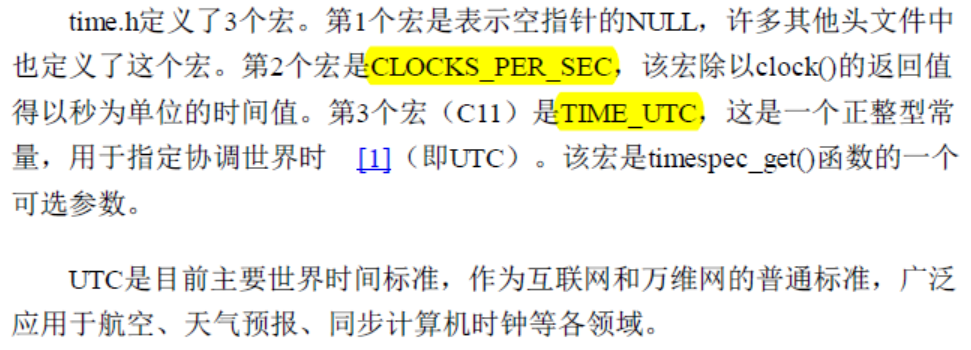 time.h定义了3个宏。第1个宏是表示空指针的NULL，许多其他头文件中
也定义了这个宏。第2个宏是CLOCKS_PER_SEC，该宏除以clock()的返回值
得以秒为单位的时间值。第3个宏（C11）是TIME_UTC，这是一个正整型常
量，用于指定协调世界时 [1]（即UTC）。该宏是timespec_get()函数的一个
可选参数。
UTC是目前主要世界时间标准，作为互联网和万维网的普通标准，广泛
应用于航空、天气预报、同步计算机时钟等各领域。